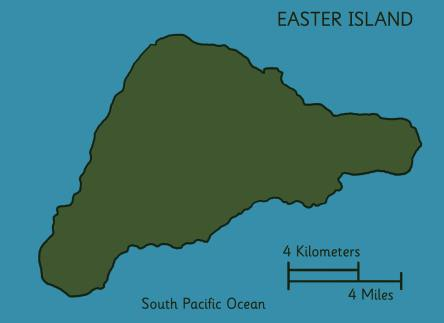 EASTER ISLAND
4 Kilometers
4 Miles
South Pacific Ocean